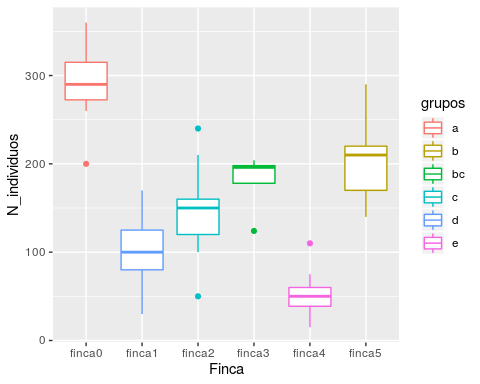 N_individuos
300
200
100
0
finca0 finca1 finca2 finca3 finca4 finca5
Finca
grupos
a
b
bc
c
d
e